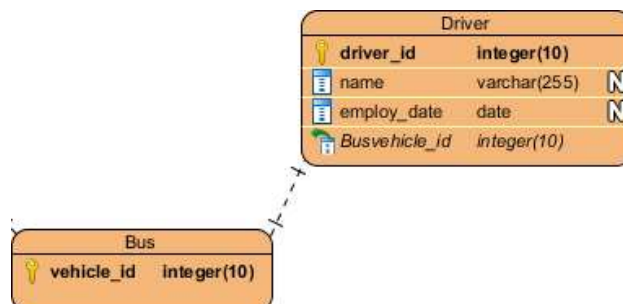 Driver
driver_id integer(10)
name varchar(255) N
employ_date date N
Busvehicle_id integer(10)
Bus
vehicle_id integer(10)